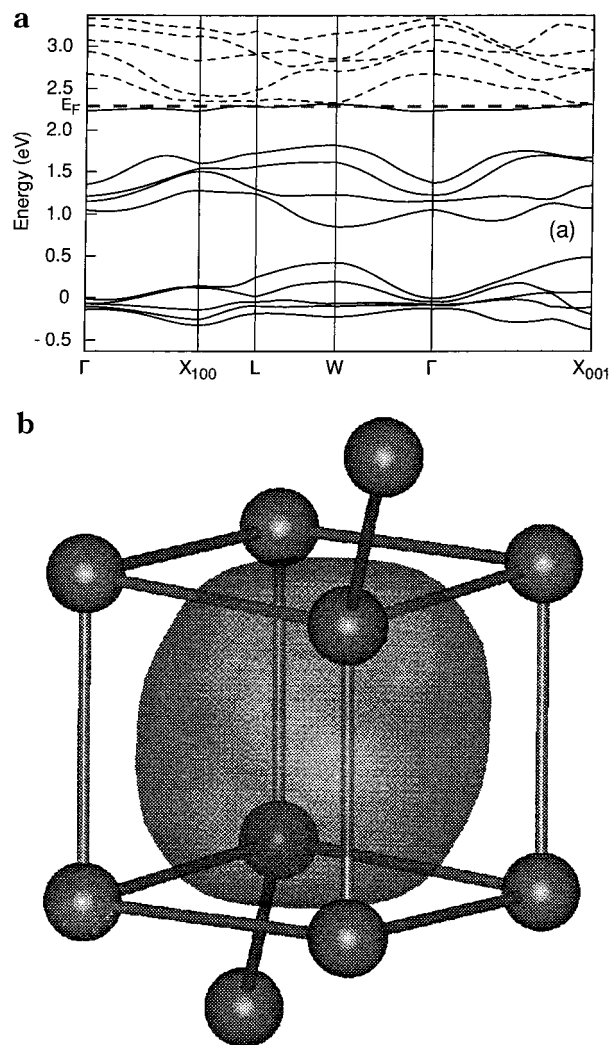 a
3.0
2.5
E_F
2.0
1.5
1.0
0.5
0
- 0.5
Energy (eV)
(a)
Γ X₁₀₀ L W Γ X₀₀₁
b